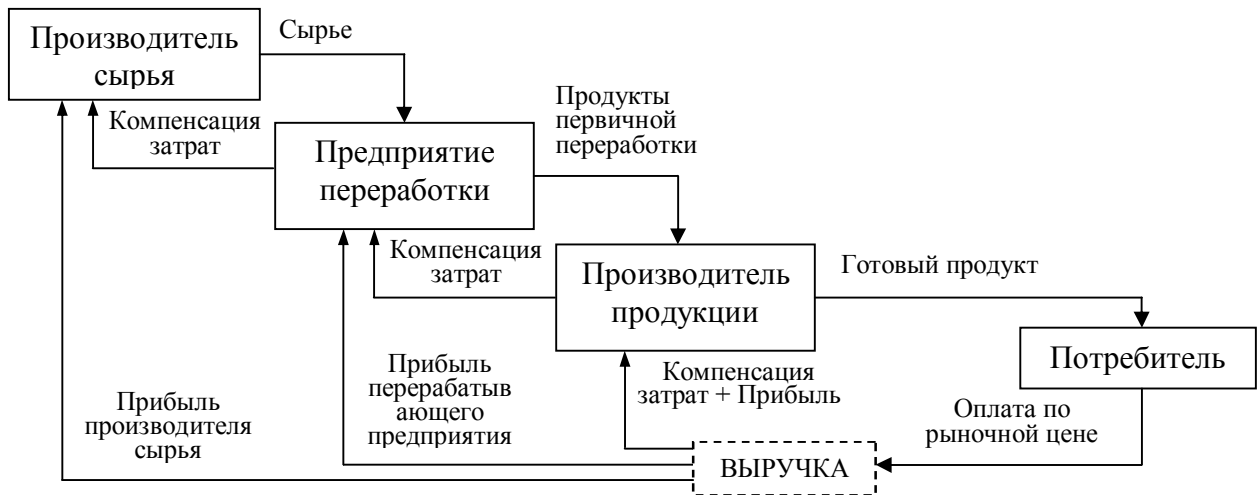 Производитель
сырья
Сырье
Компенсация
затрат
Предприятие
переработки
Продукты
первичной
переработки
Компенсация
затрат
Производитель
продукции
Готовый продукт
Потребитель
Прибыль
производителя
сырья
Прибыль
перерабатыв
ающего
предприятия
Компенсация
затрат + Прибыль
Оплата по
рыночной цене
ВЫРУЧКА